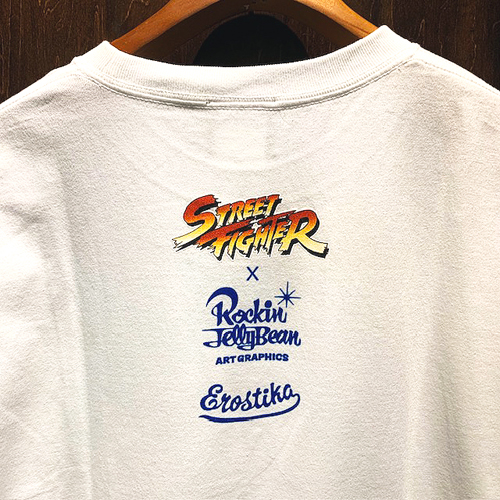 STREET
FIGHTER
X
Rockin'
JellyBean
ART GRAPHICS
Erostika